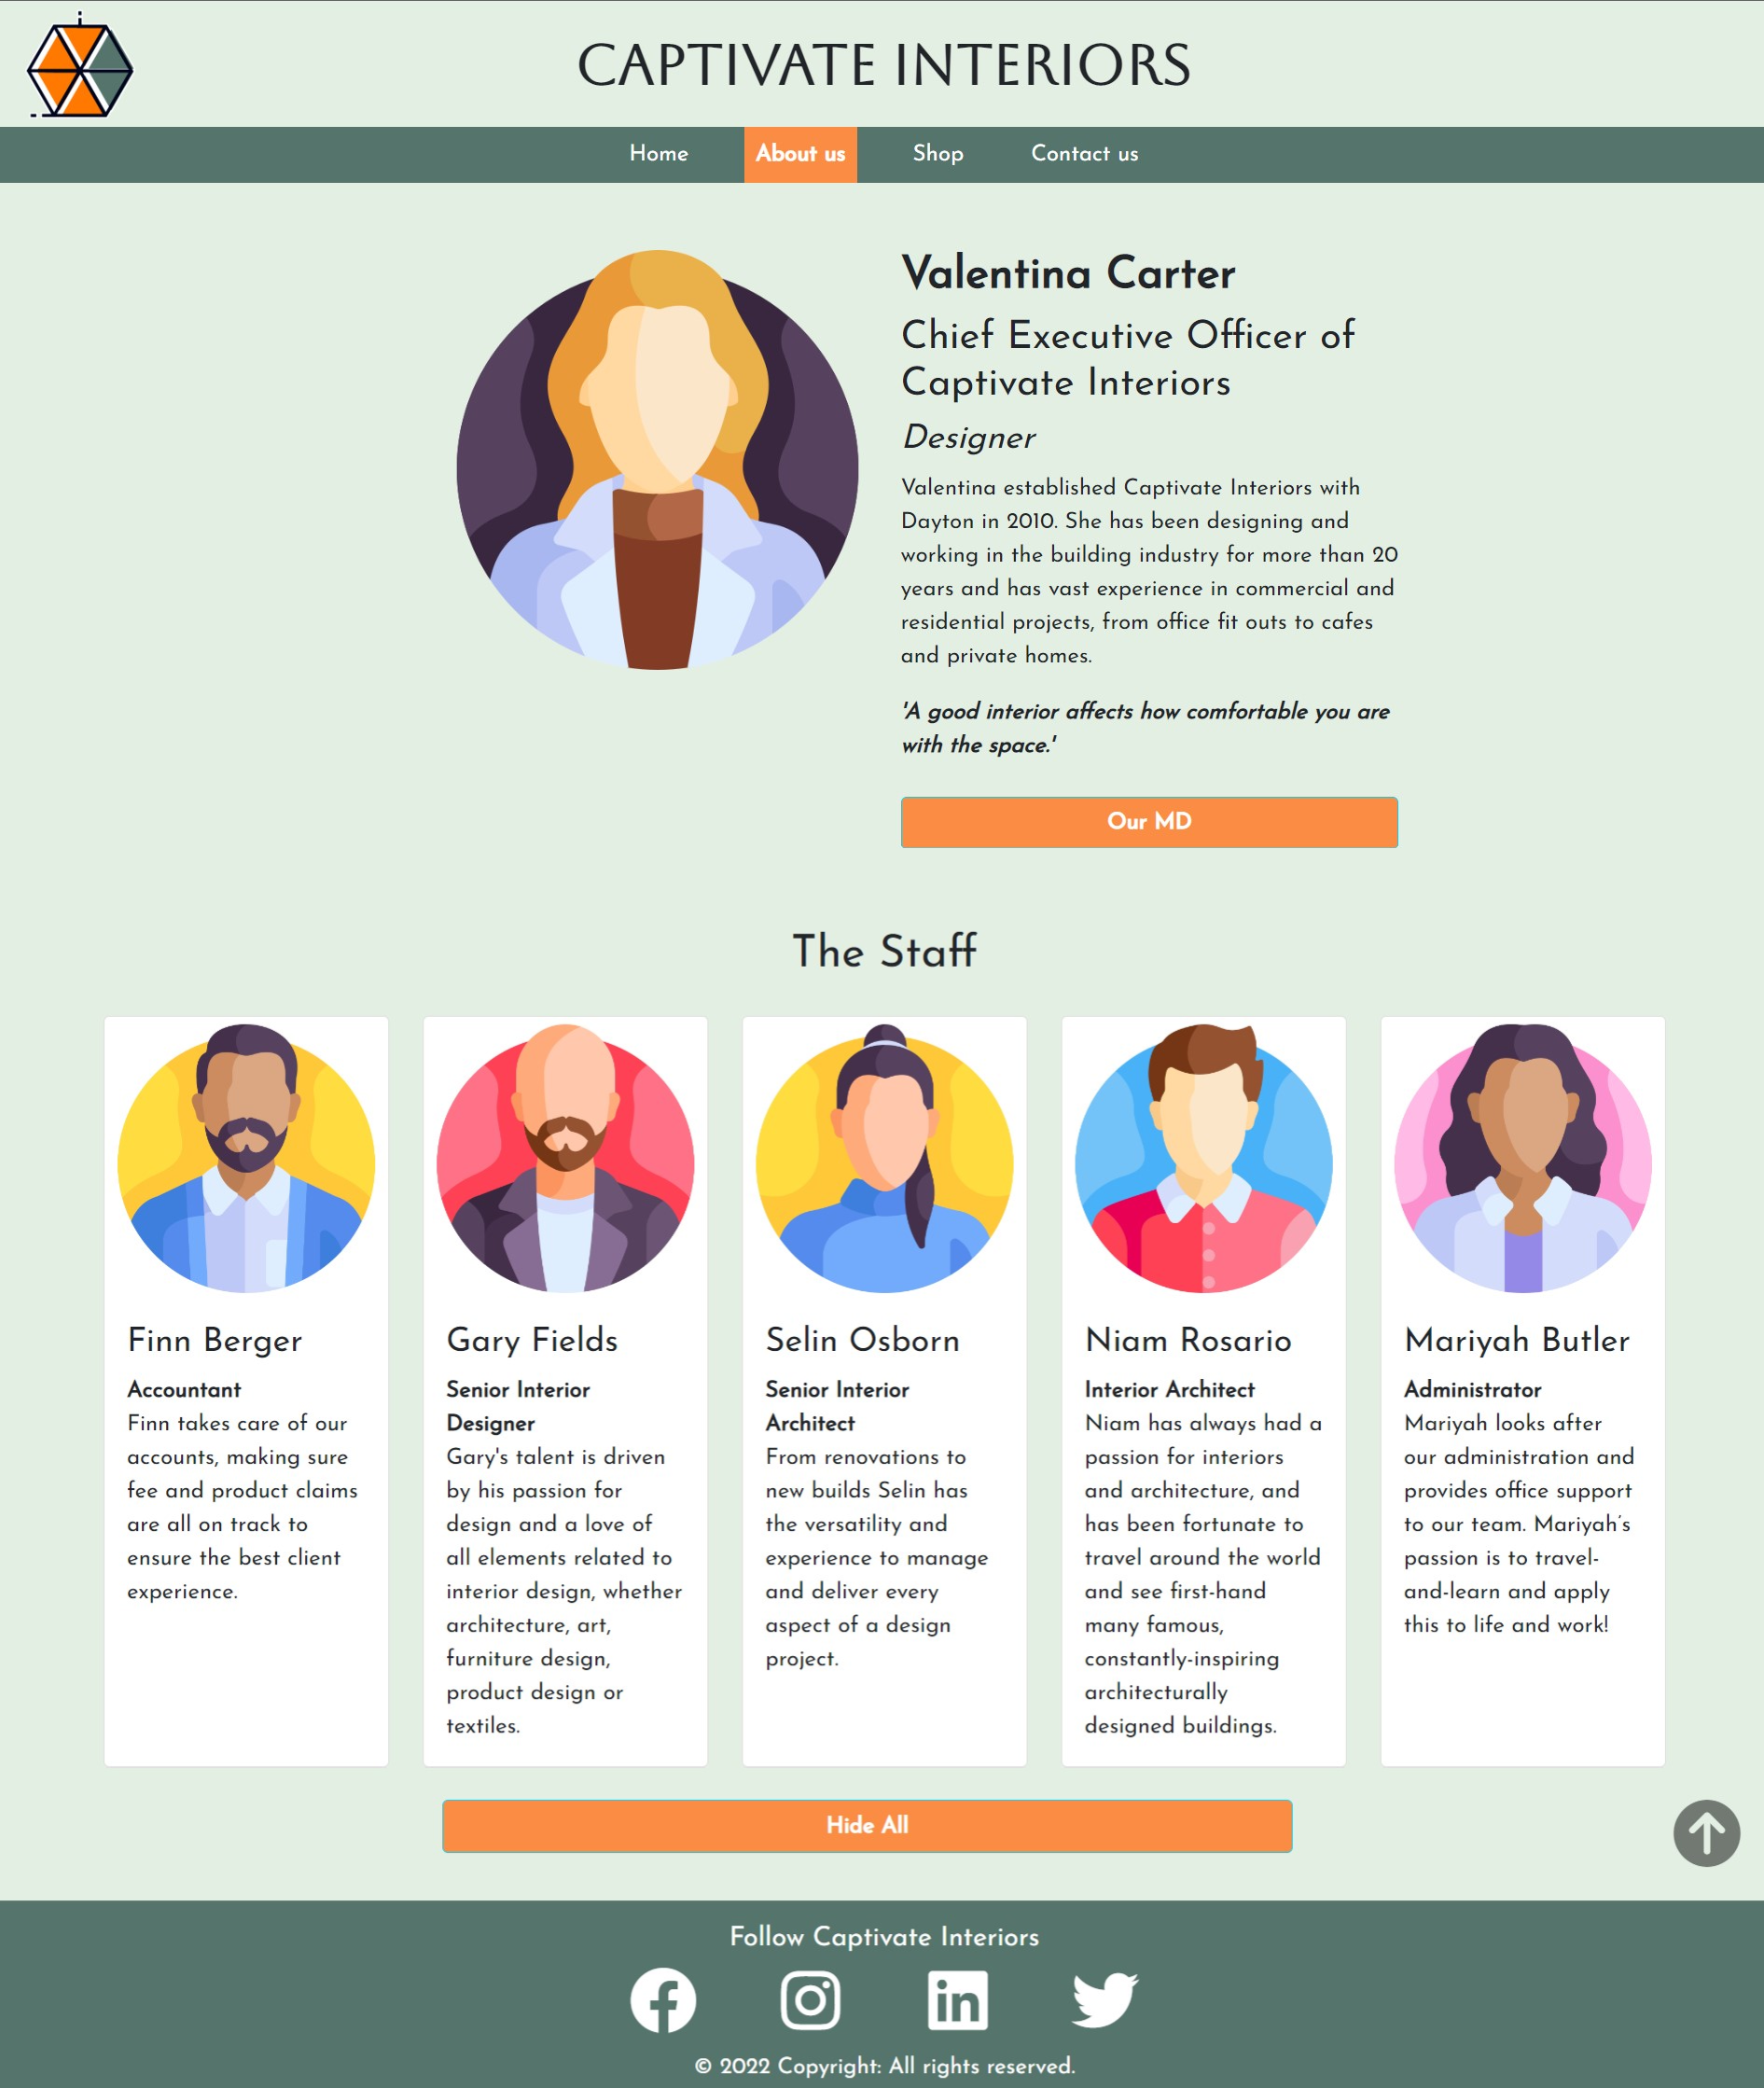 CAPTIVATE INTERIORS
Home About us Shop Contact us
Valentina Carter
Chief Executive Officer of
Captivate Interiors
Designer
Valentina established Captivate Interiors with
Dayton in 2010. She has been designing and
working in the building industry for more than 20
years and has vast experience in commercial and
residential projects, from office fit outs to cafes
and private homes.
'A good interior affects how comfortable you are
with the space.'
Our MD
The Staff
Finn Berger
Accountant
Finn takes care of our
accounts, making sure
fee and product claims
are all on track to
ensure the best client
experience.
Gary Fields
Senior Interior
Designer
Gary's talent is driven
by his passion for
design and a love of
all elements related to
interior design, whether
architecture, art,
furniture design,
product design or
textiles.
Selin Osborn
Senior Interior
Architect
From renovations to
new builds Selin has
the versatility and
experience to manage
and deliver every
aspect of a design
project.
Niam Rosario
Interior Architect
Niam has always had a
passion for interiors
and architecture, and
has been fortunate to
travel around the world
and see first-hand
many famous,
constantly-inspiring
architecturally
designed buildings.
Mariyah Butler
Administrator
Mariyah looks after
our administration and
provides office support
to our team. Mariyah's
passion is to travel-
and-learn and apply
this to life and work!
Hide All
Follow Captivate Interiors
© 2022 Copyright: All rights reserved.